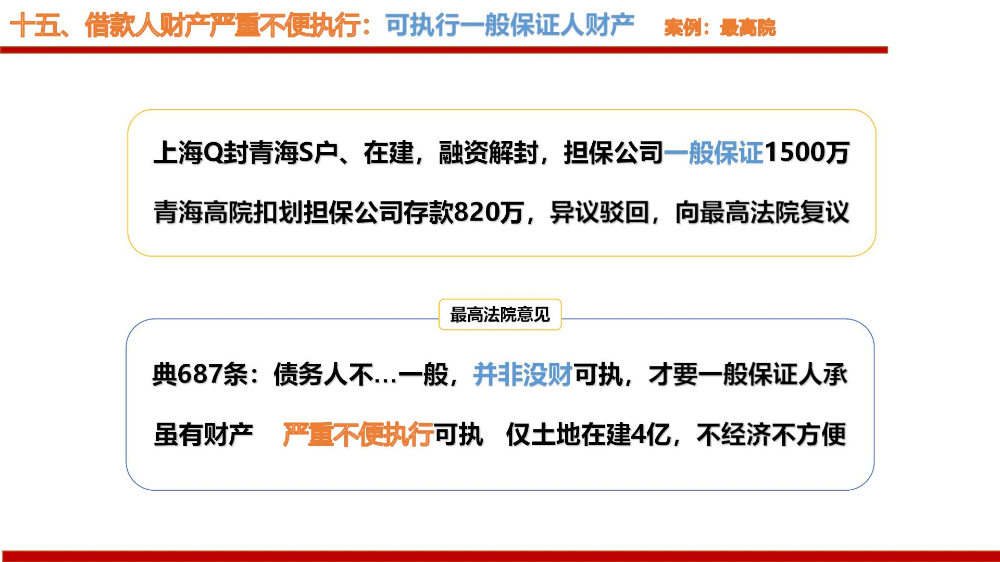 十五、借款人财产严重不便执行：可执行一般保证人财产 案例：最高院
上海Q封青海S户、在建，融资解封，担保公司一般保证1500万
青海高院扣划担保公司存款820万，异议驳回，向最高法院复议
最高法院意见
典687条：债务人不…一般，并非没财可执，才要一般保证人承
虽有财产 严重不便执行可执 仅土地在建4亿，不经济不方便